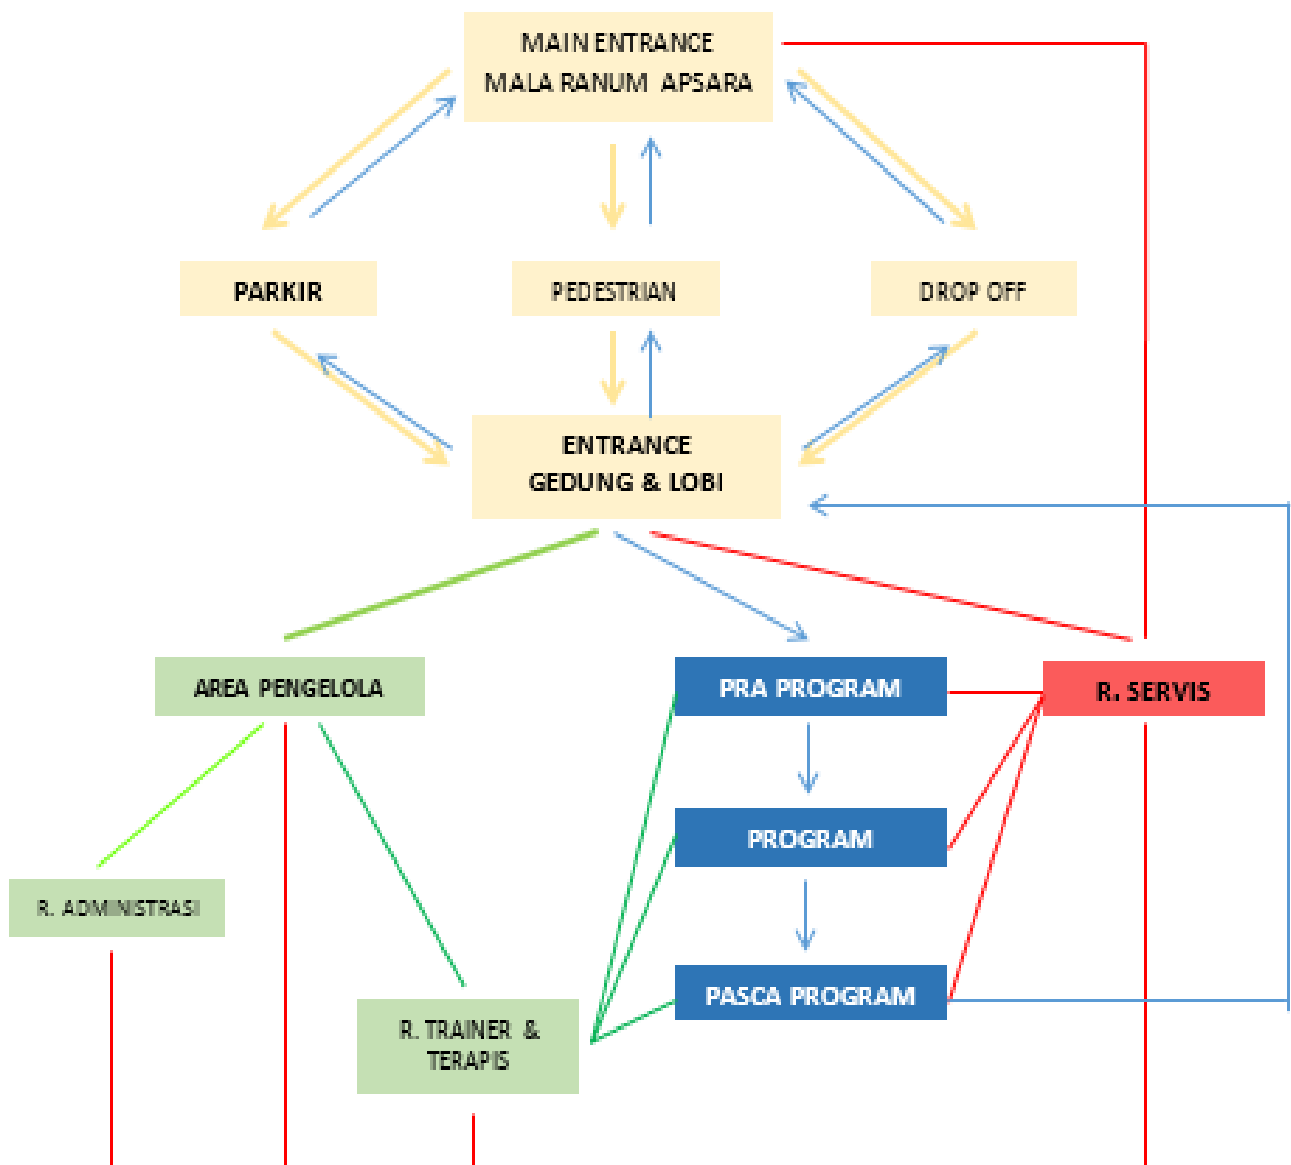 MAIN ENTRANCE
MALA RANUM APSARA
PARKIR
PEDESTRIAN
DROP OFF
ENTRANCE
GEDUNG & LOBI
AREA PENGELOLA
PRA PROGRAM
R. SERVIS
PROGRAM
R. ADMINISTRASI
PASCA PROGRAM
R. TRAINER &
TERAPIS